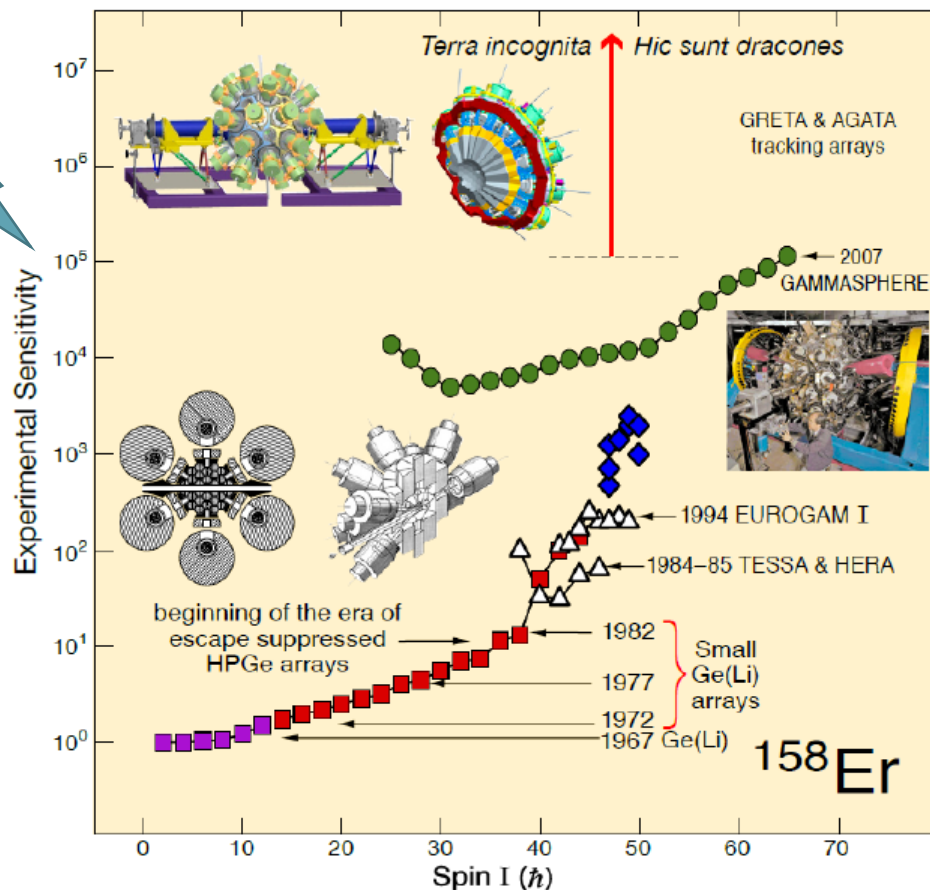 Terra incognita Hic sunt dracones
GRETA & AGATA
tracking arrays
10⁷
10⁶
10⁵
10⁴
10³
10²
10¹
10⁰
Experimental Sensitivity
2007
GAMMASPHERE
1994 EUROGAM I
1984–85 TESSA & HERA
beginning of the era of
escape suppressed
HPGe arrays
1982
1977
1972
1967 Ge(Li)
Small
Ge(Li)
arrays
¹⁵⁸Er
0 10 20 30 40 50 60 70
Spin I (ℏ)